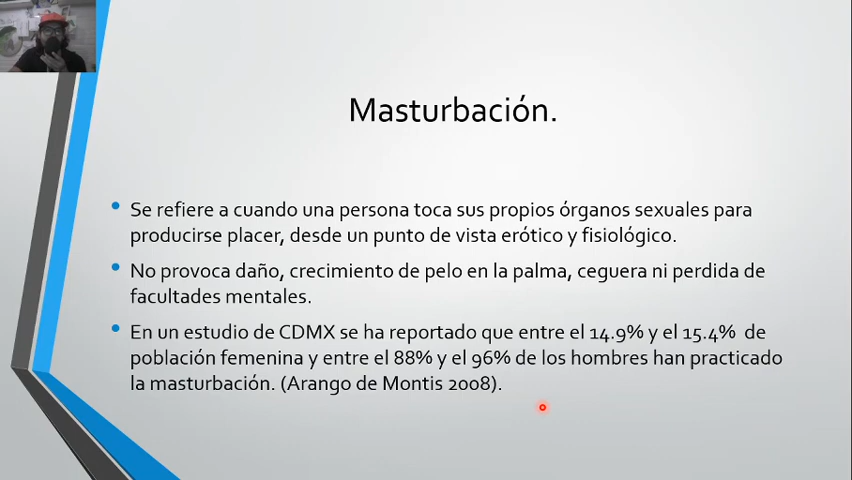 Masturbación.
Se refiere a cuando una persona toca sus propios órganos sexuales para
producirse placer, desde un punto de vista erótico y fisiológico.
No provoca daño, crecimiento de pelo en la palma, ceguera ni perdida de
facultades mentales.
En un estudio de CDMX se ha reportado que entre el 14.9% y el 15.4% de
población femenina y entre el 88% y el 96% de los hombres han practicado
la masturbación. (Arango de Montis 2008).